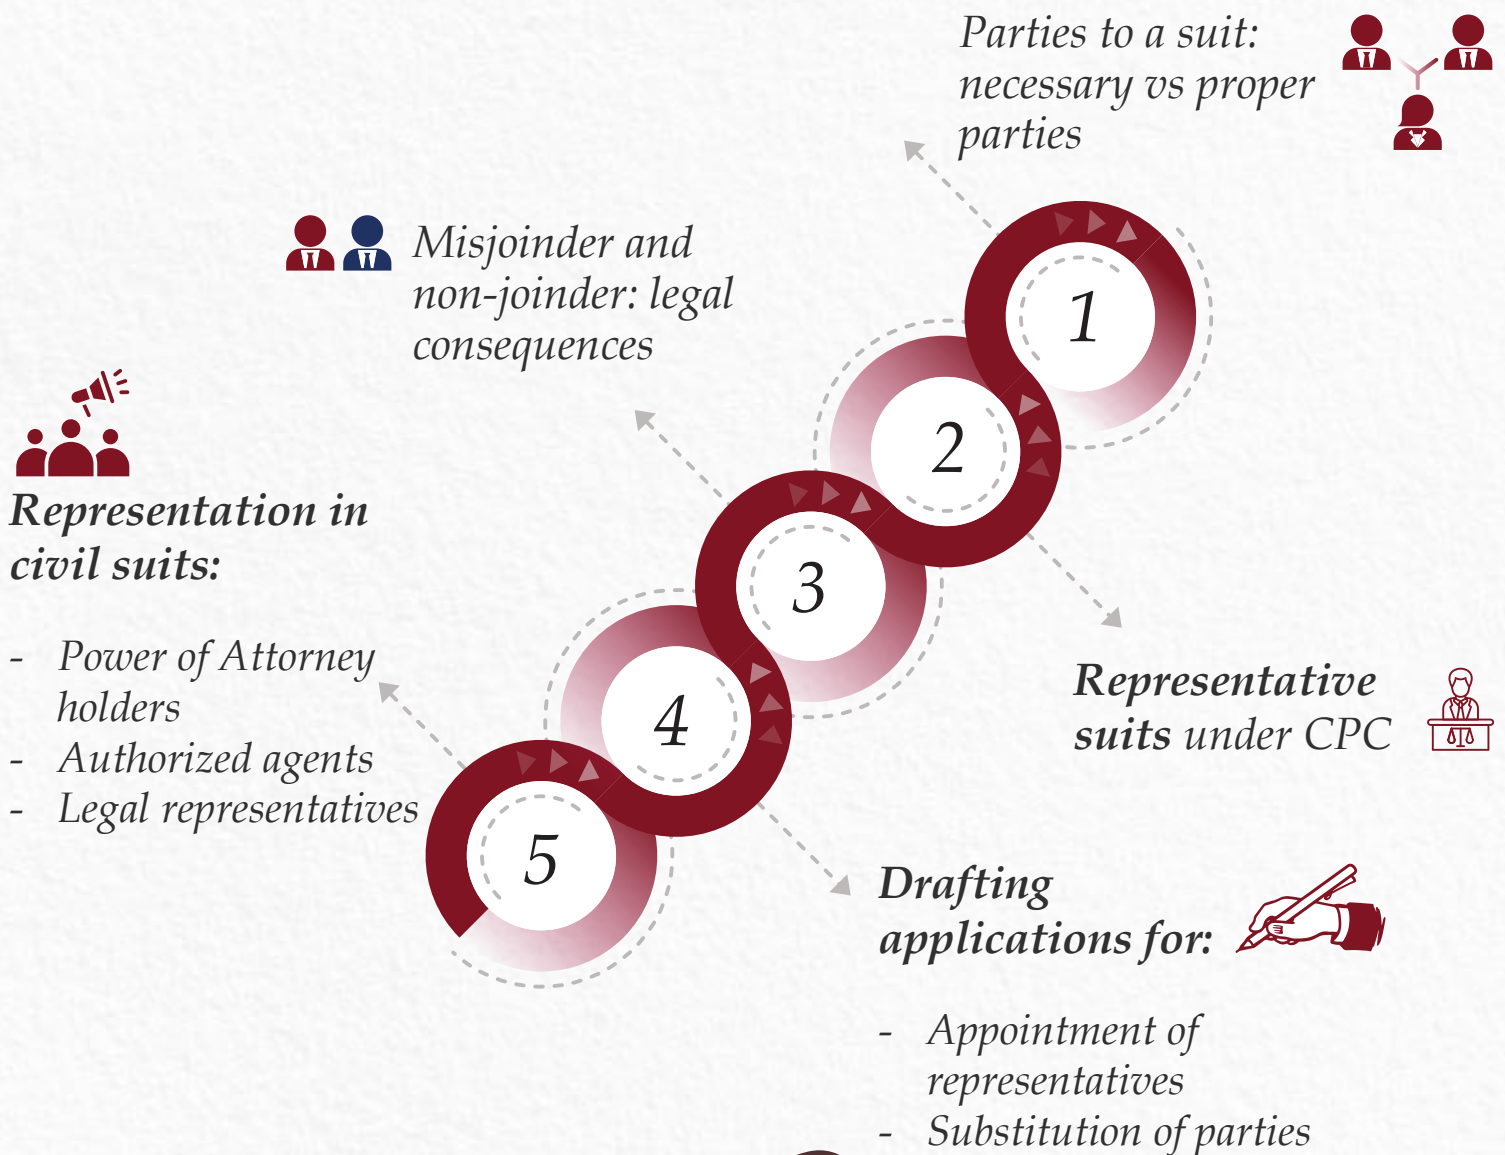 Parties to a suit:
necessary vs proper
parties
1
2
Representative
suits under CPC
Misjoinder and
non-joinder: legal
consequences
3
4
Drafting
applications for:
- Appointment of
representatives
- Substitution of parties
Representation in
civil suits:
- Power of Attorney
holders
- Authorized agents
- Legal representatives
5